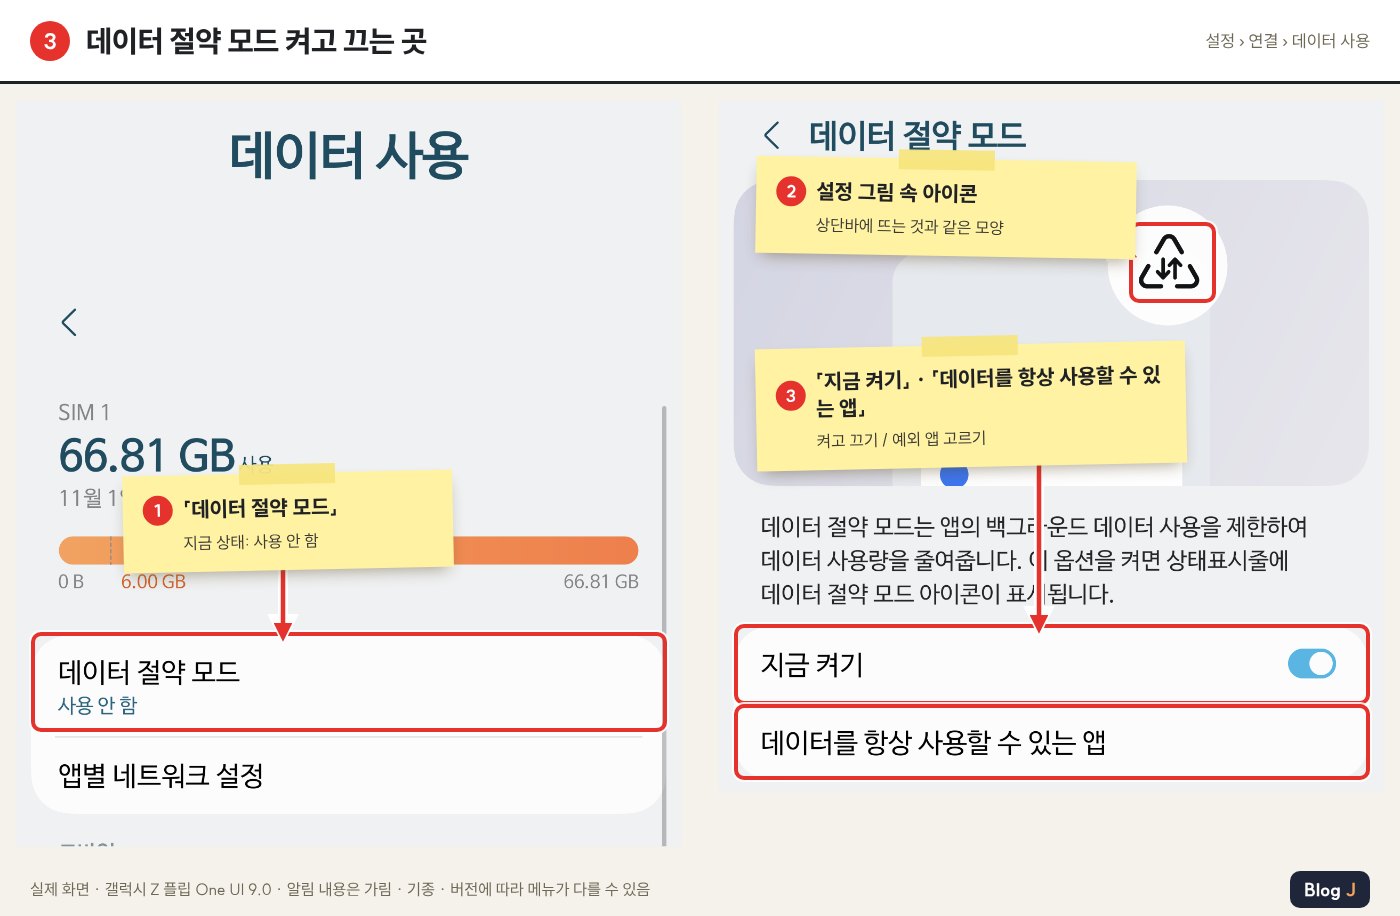 3 데이터 절약 모드 켜고 끄는 곳
설정 › 연결 › 데이터 사용
데이터 사용
SIM 1
66.81 GB 사용
11월 1
1 「데이터 절약 모드」
지금 상태: 사용 안 함
0 B 6.00 GB 66.81 GB
데이터 절약 모드
사용 안 함
앱별 네트워크 설정
데이터 절약 모드
2 설정 그림 속 아이콘
상단바에 뜨는 것과 같은 모양
3 「지금 켜기」·「데이터를 항상 사용할 수 있
는 앱」
켜고 끄기 / 예외 앱 고르기
데이터 절약 모드는 앱의 백그라운드 데이터 사용을 제한하여
데이터 사용량을 줄여줍니다. 이 옵션을 켜면 상태표시줄에
데이터 절약 모드 아이콘이 표시됩니다.
지금 켜기
데이터를 항상 사용할 수 있는 앱
실제 화면 · 갤럭시 Z 플립 One UI 9.0 · 알림 내용은 가림 · 기종 · 버전에 따라 메뉴가 다를 수 있음
Blog J